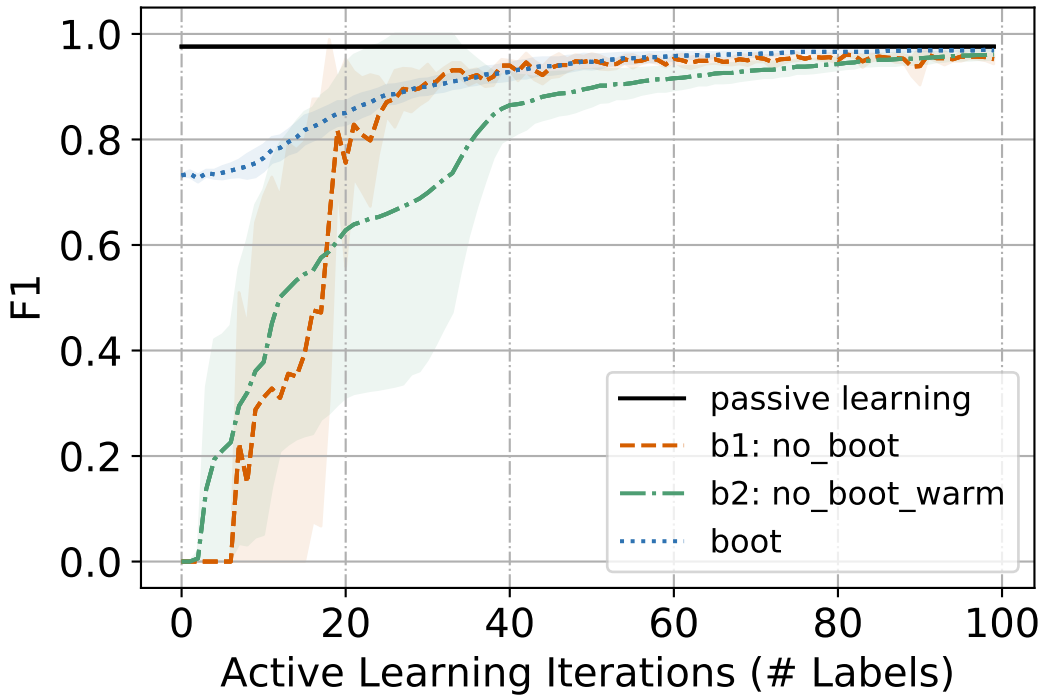 1.0
0.8
0.6
0.4
0.2
0.0
F1
passive learning
b1: no_boot
b2: no_boot_warm
boot
0 20 40 60 80 100
Active Learning Iterations (# Labels)